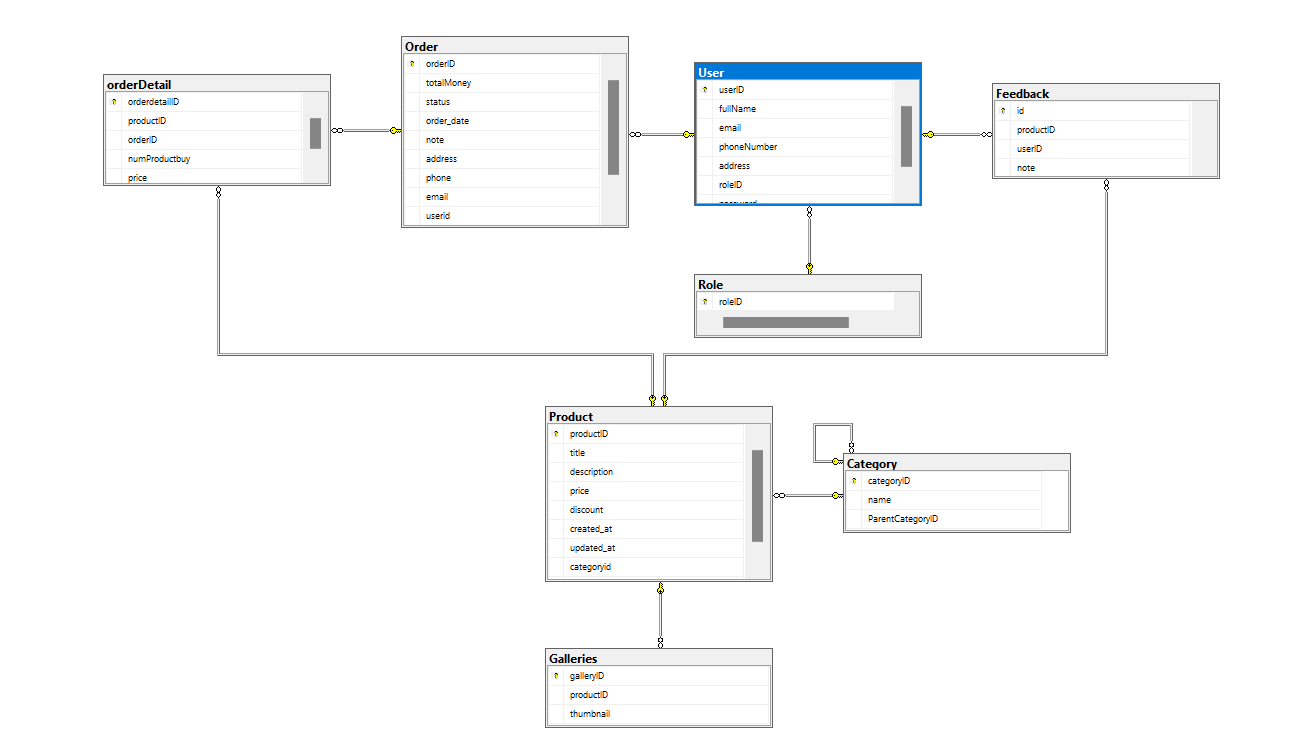 Order
orderID
totalMoney
status
order_date
note
address
phone
email
userid
orderDetail
orderdetailID
productID
orderID
numProductbuy
price
User
userID
fullName
email
phoneNumber
address
roleID
Feedback
id
productID
userID
note
Role
roleID
Product
productID
title
description
price
discount
created_at
updated_at
categoryid
Category
categoryID
name
ParentCategoryID
Galleries
galleryID
productID
thumbnail